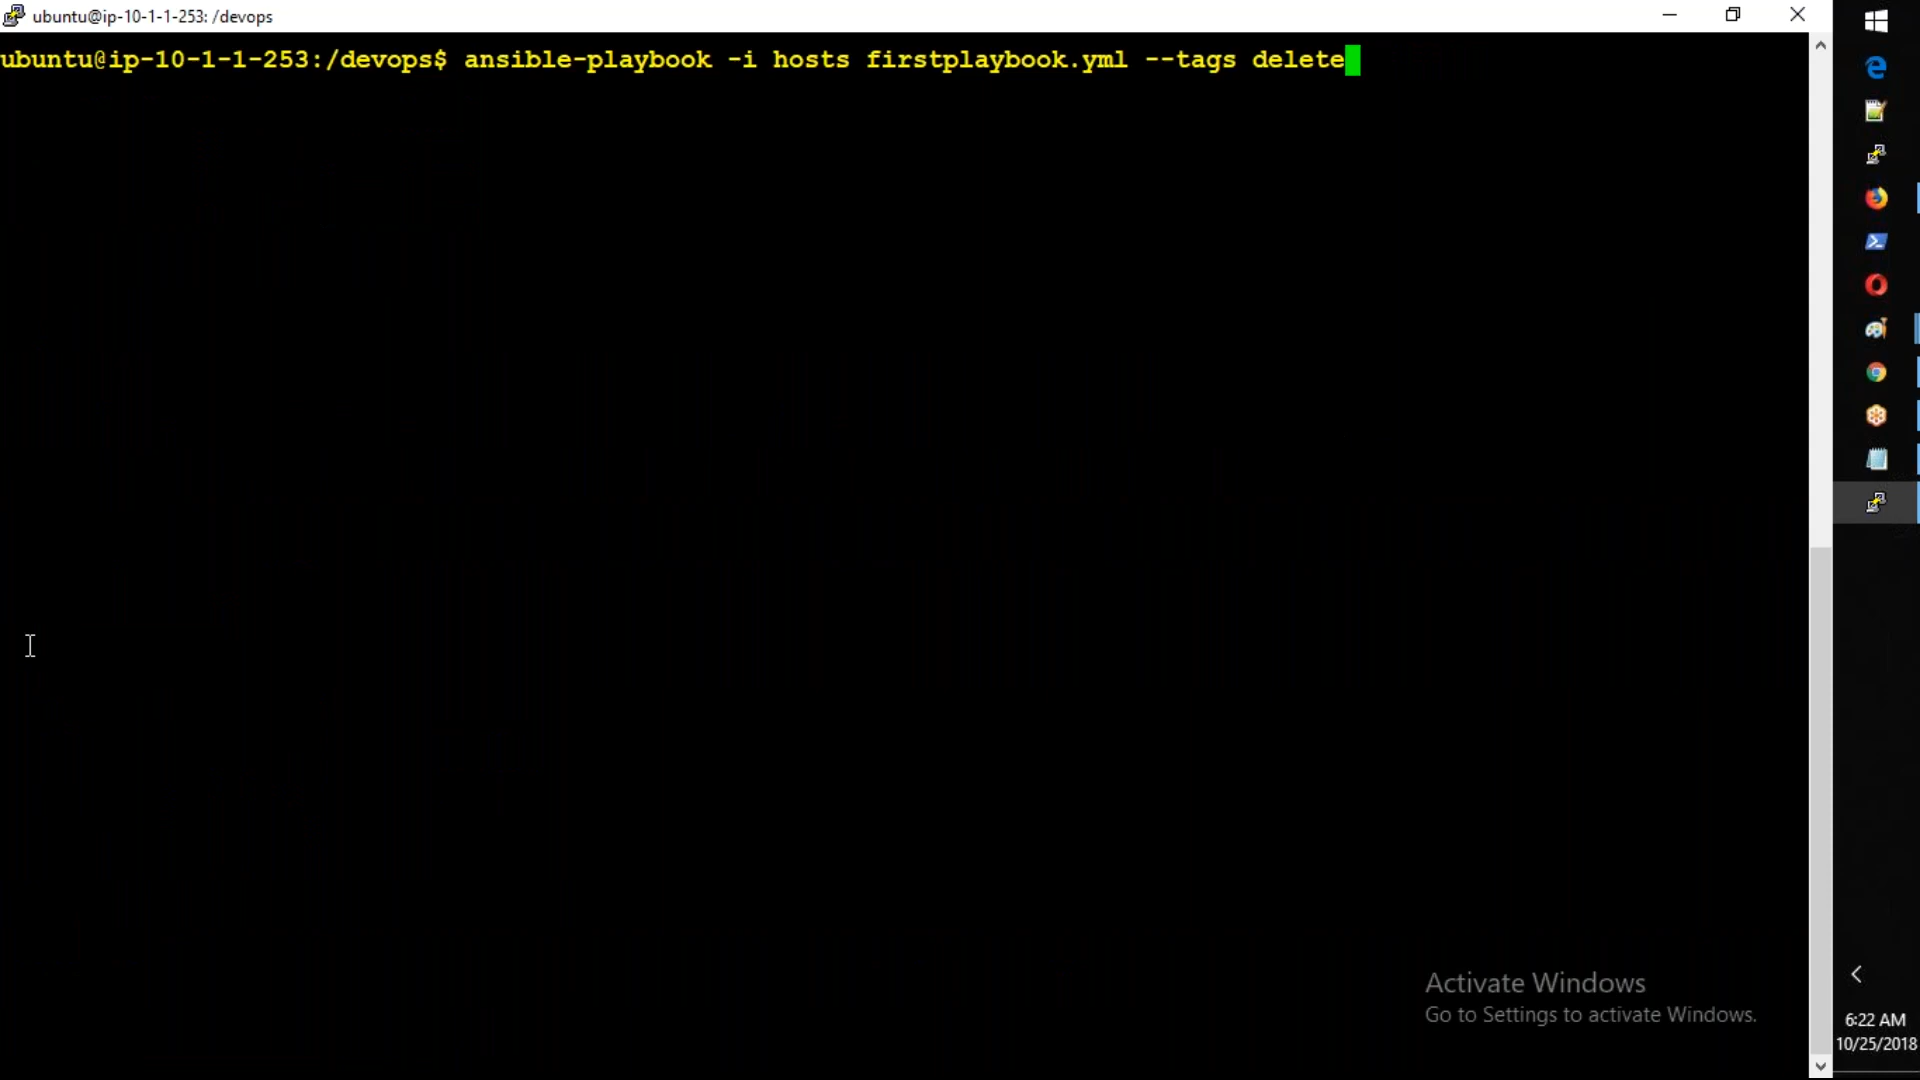 ubuntu@ip-10-1-1-253: /devops
ubuntu@ip-10-1-1-253:/devops$ ansible-playbook -i hosts firstplaybook.yml --tags delete
Activate Windows
Go to Settings to activate Windows.
6:22 AM
10/25/2018